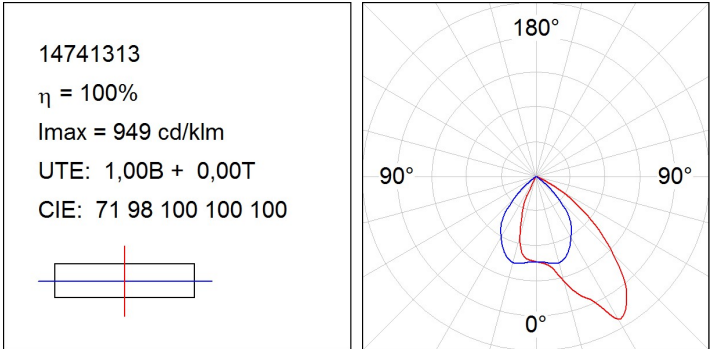 14741313
η = 100%
Imax = 949 cd/klm
UTE: 1,00B + 0,00T
CIE: 71 98 100 100 100
180°
90° 90°
0°